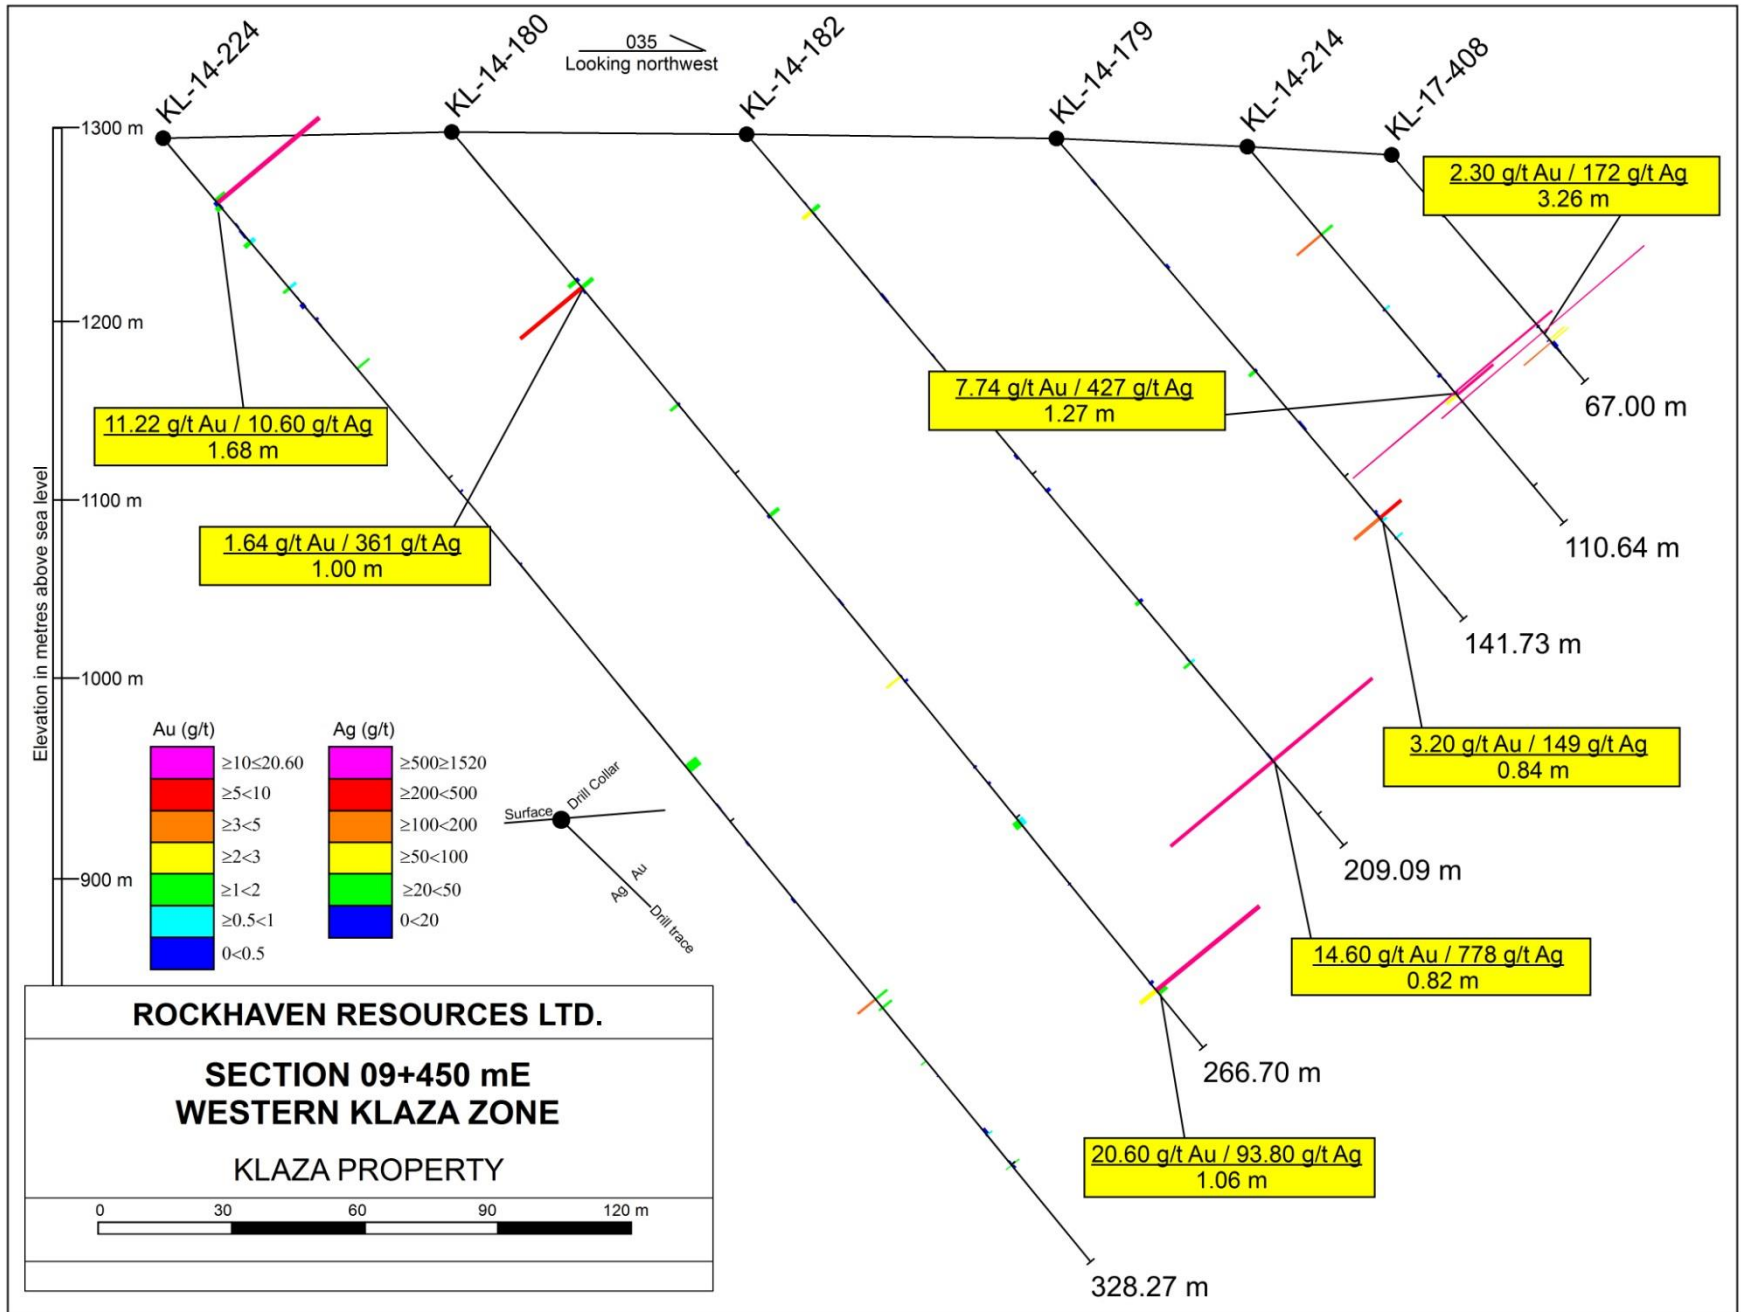 KL-14-224
KL-14-180
KL-14-182
KL-14-179
KL-14-214
KL-17-408
035
Looking northwest
1300 m
1200 m
1100 m
1000 m
900 m
Elevation in metres above sea level
2.30 g/t Au / 172 g/t Ag
3.26 m
7.74 g/t Au / 427 g/t Ag
1.27 m
11.22 g/t Au / 10.60 g/t Ag
1.68 m
1.64 g/t Au / 361 g/t Ag
1.00 m
67.00 m
110.64 m
141.73 m
3.20 g/t Au / 149 g/t Ag
0.84 m
209.09 m
14.60 g/t Au / 778 g/t Ag
0.82 m
266.70 m
20.60 g/t Au / 93.80 g/t Ag
1.06 m
328.27 m
Au (g/t)
≥10≤20.60
≥5<10
≥3<5
≥2<3
≥1<2
≥0.5<1
0<0.5
Ag (g/t)
≥500≥1520
≥200<500
≥100<200
≥50<100
≥20<50
0<20
Surface
Drill Collar
Au
Ag
Drill trace
ROCKHAVEN RESOURCES LTD.
SECTION 09+450 mE
WESTERN KLAZA ZONE
KLAZA PROPERTY
0 30 60 90 120 m